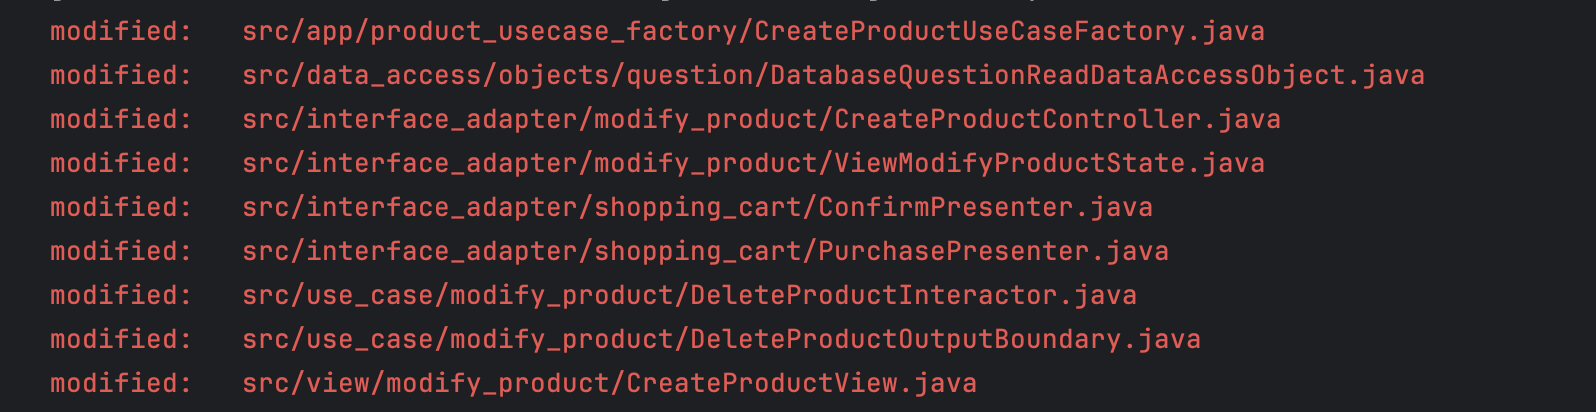 modified:   src/app/product_usecase_factory/CreateProductUseCaseFactory.java
modified:   src/data_access/objects/question/DatabaseQuestionReadDataAccessObject.java
modified:   src/interface_adapter/modify_product/CreateProductController.java
modified:   src/interface_adapter/modify_product/ViewModifyProductState.java
modified:   src/interface_adapter/shopping_cart/ConfirmPresenter.java
modified:   src/interface_adapter/shopping_cart/PurchasePresenter.java
modified:   src/use_case/modify_product/DeleteProductInteractor.java
modified:   src/use_case/modify_product/DeleteProductOutputBoundary.java
modified:   src/view/modify_product/CreateProductView.java